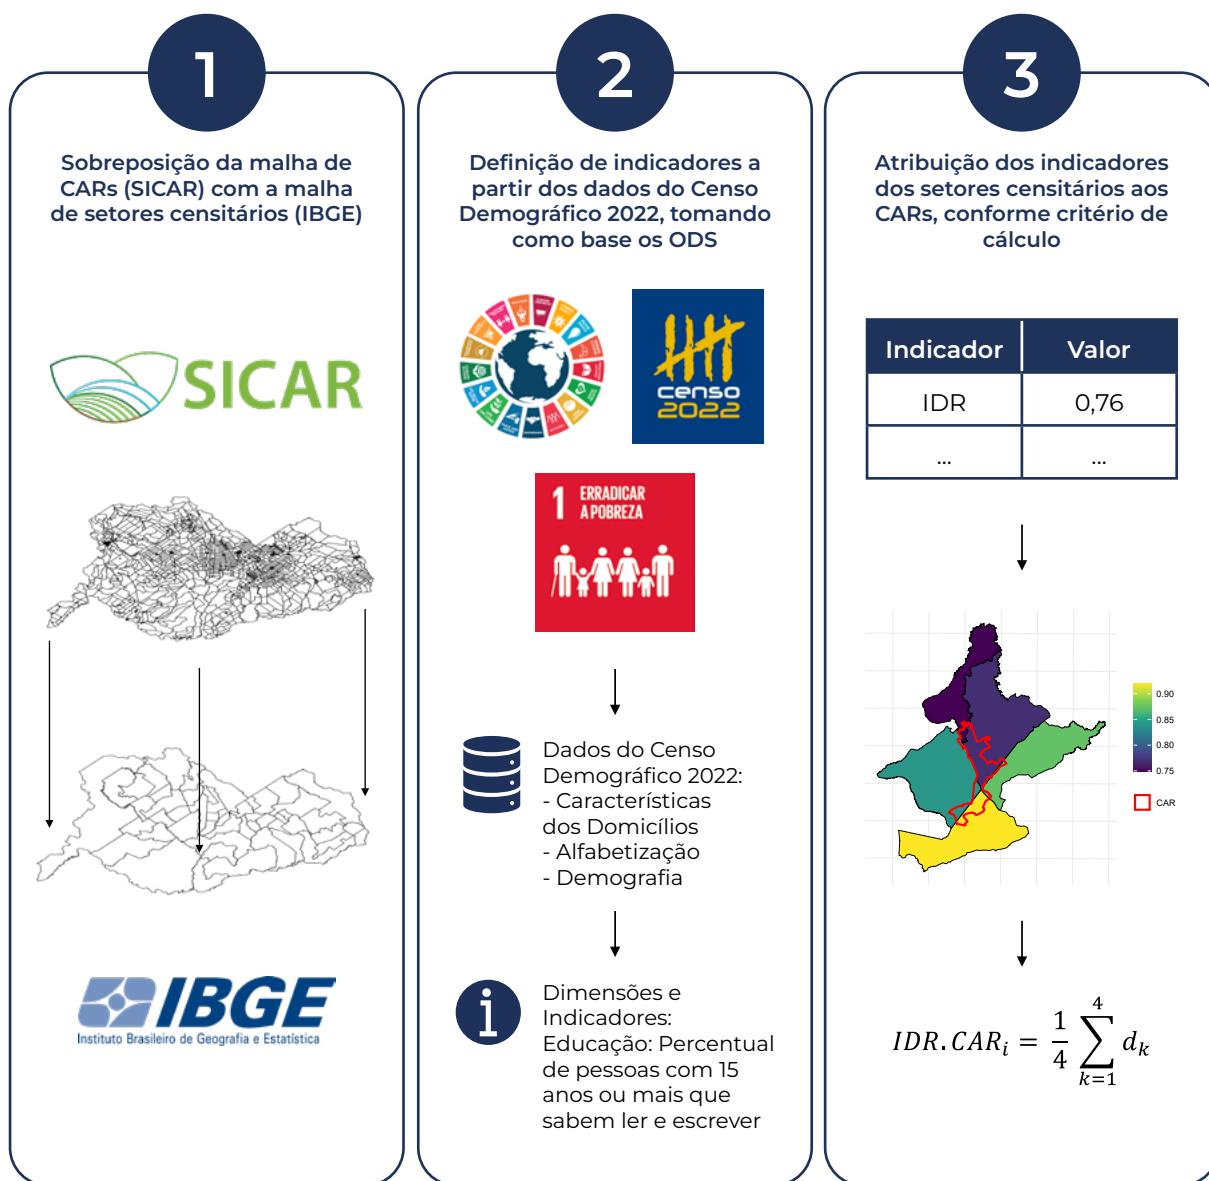 1
Sobreposição da malha de
CARs (SICAR) com a malha
de setores censitários (IBGE)
SICAR
IBGE
Instituto Brasileiro de Geografia e Estatística
2
Definição de indicadores a
partir dos dados do Censo
Demográfico 2022, tomando
como base os ODS
censo
2022
1 ERRADICAR
A POBREZA
Dados do Censo
Demográfico 2022:
- Características
dos Domicílios
- Alfabetização
- Demografia
Dimensões e
Indicadores:
Educação: Percentual
de pessoas com 15
anos ou mais que
sabem ler e escrever
3
Atribuição dos indicadores
dos setores censitários aos
CARs, conforme critério de
cálculo
Indicador Valor
IDR 0,76
... ...
0.90
0.85
0.80
0.75
CAR
IDR.CAR_i = 1/4 ∑_{k=1}^{4} d_k